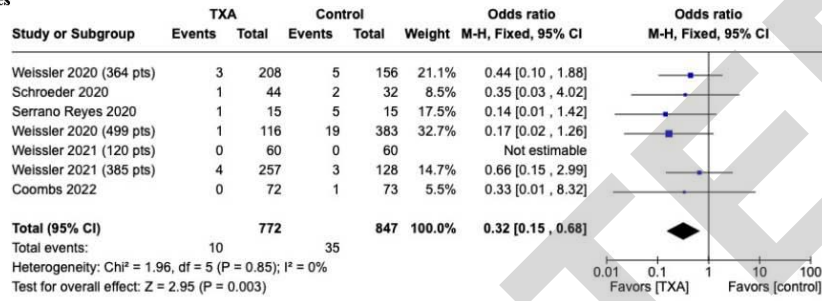 TXA Control Odds ratio Odds ratio
Study or Subgroup Events Total Events Total Weight M-H, Fixed, 95% CI M-H, Fixed, 95% CI
Weissler 2020 (364 pts) 3 208 5 156 21.1% 0.44 [0.10 , 1.88]
Schroeder 2020 1 44 2 32 8.5% 0.35 [0.03 , 4.02]
Serrano Reyes 2020 1 15 5 15 17.5% 0.14 [0.01 , 1.42]
Weissler 2020 (499 pts) 1 116 19 383 32.7% 0.17 [0.02 , 1.26]
Weissler 2021 (120 pts) 0 60 0 60 Not estimable
Weissler 2021 (385 pts) 4 257 3 128 14.7% 0.66 [0.15 , 2.99]
Coombs 2022 0 72 1 73 5.5% 0.33 [0.01 , 8.32]
Total (95% CI) 772 847 100.0% 0.32 [0.15 , 0.68]
Total events: 10 35
Heterogeneity: Chi² = 1.96, df = 5 (P = 0.85); I² = 0%
Test for overall effect: Z = 2.95 (P = 0.003)
0.01 0.1 1 10 100
Favors [TXA] Favors [control]